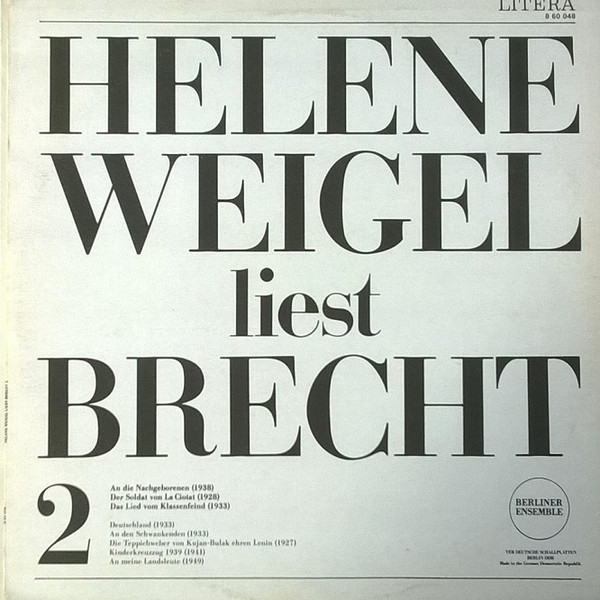 LITERA
8 60 048
HELENE
WEIGEL
liest
BRECHT
2
An die Nachgeborenen (1938)
Der Soldat von La Ciotat (1928)
Das Lied vom Klassenfeind (1933)
Deutschland (1933)
An den Schwankenden (1933)
Die Teppichweber von Kujan-Bulak ehren Lenin (1927)
Kinderkreuzzug 1939 (1941)
An meine Landsleute (1949)
BERLINER
ENSEMBLE
VEB DEUTSCHE SCHALLPLATTEN
BERLIN DDR
Made in the German Democratic Republik